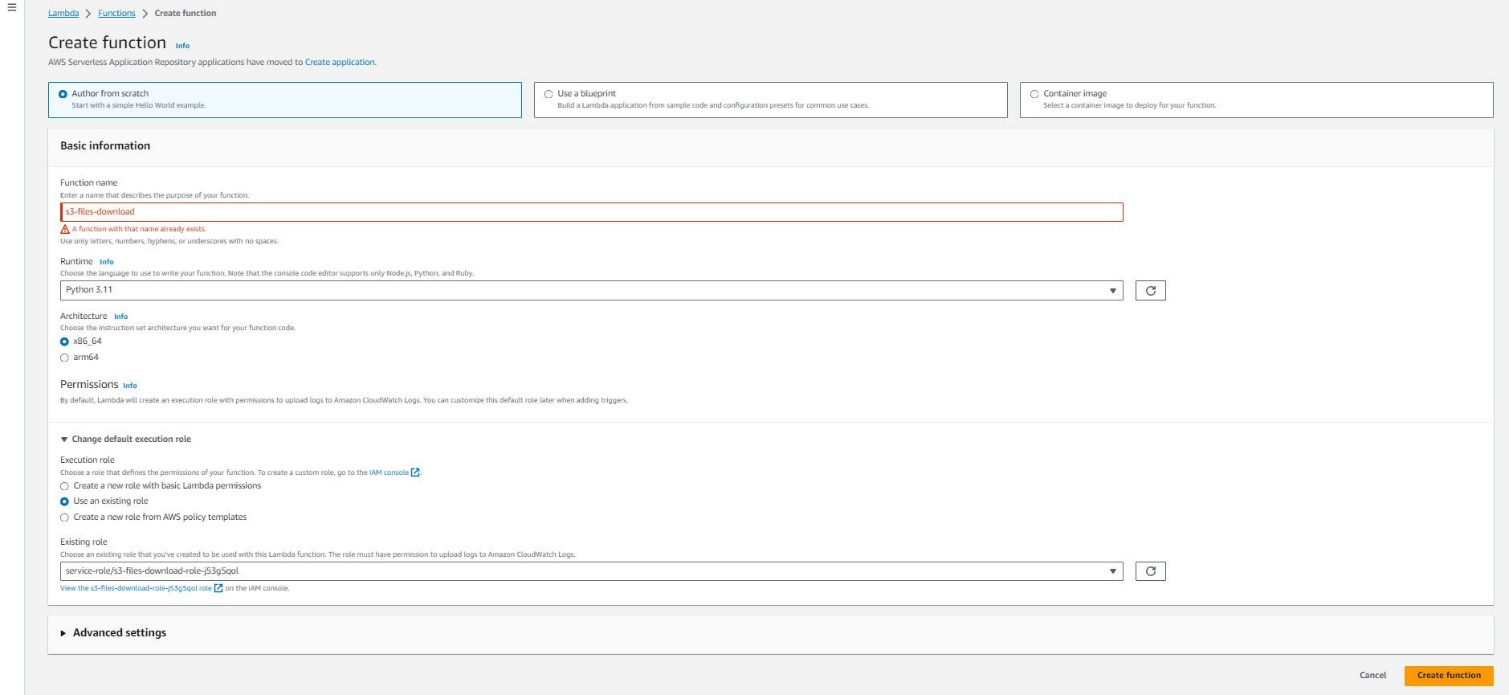 Lambda > Functions > Create function
Create function Info
AWS Serverless Application Repository applications have moved to Create application.
Author from scratch
Start with a simple Hello World example.
Use a blueprint
Build a Lambda application from sample code and configuration presets for common use cases.
Container image
Select a container image to deploy for your function.
Basic information
Function name
Enter a name that describes the purpose of your function.
s3-files-download
A function with that name already exists.
Use only letters, numbers, hyphens, or underscores with no spaces.
Runtime Info
Choose the language to use to write your function. Note that the console code editor supports only Node.js, Python, and Ruby.
Python 3.11
Architecture Info
Choose the instruction set architecture you want for your function code.
x86_64
arm64
Permissions Info
By default, Lambda will create an execution role with permissions to upload logs to Amazon CloudWatch Logs. You can customize this default role later when adding triggers.
Change default execution role
Execution role
Choose a role that defines the permissions of your function. To create a custom role, go to the IAM console.
Create a new role with basic Lambda permissions
Use an existing role
Create a new role from AWS policy templates
Existing role
Choose an existing role that you've created to be used with this Lambda function. The role must have permission to upload logs to Amazon CloudWatch Logs.
service-role/s3-files-download-role-j53g5qol
View the s3-files-download-role-j53g5qol role on the IAM console.
Advanced settings
Cancel
Create function